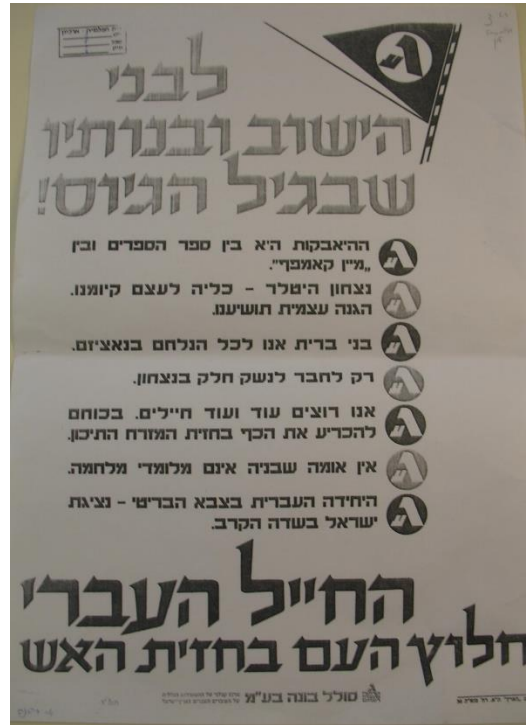 לבני
הישוב ובנותיו
שבגיל הגיוס!
ההיאבקות היא בין ספר הספרים ובין
„מיין קאמפף”.
נצחון היטלר – כליה לעצם קיומנו.
הגנה עצמית תושיענו.
בני ברית אנו לכל הנלחם בנאציזם.
רק לחבר לנשק חלק בנצחון.
אנו רוצים עוד ועוד חיילים. בכוחם
להכריע את הכף בחזית המזרח התיכון.
אין אומה שבניה אינם מלומדי מלחמה.
היחידה העברית בצבא הבריטי – נציגת
ישראל בשדה הקרב.
החייל העברי
חלוץ העם בחזית האש
סולל בונה בע"מ